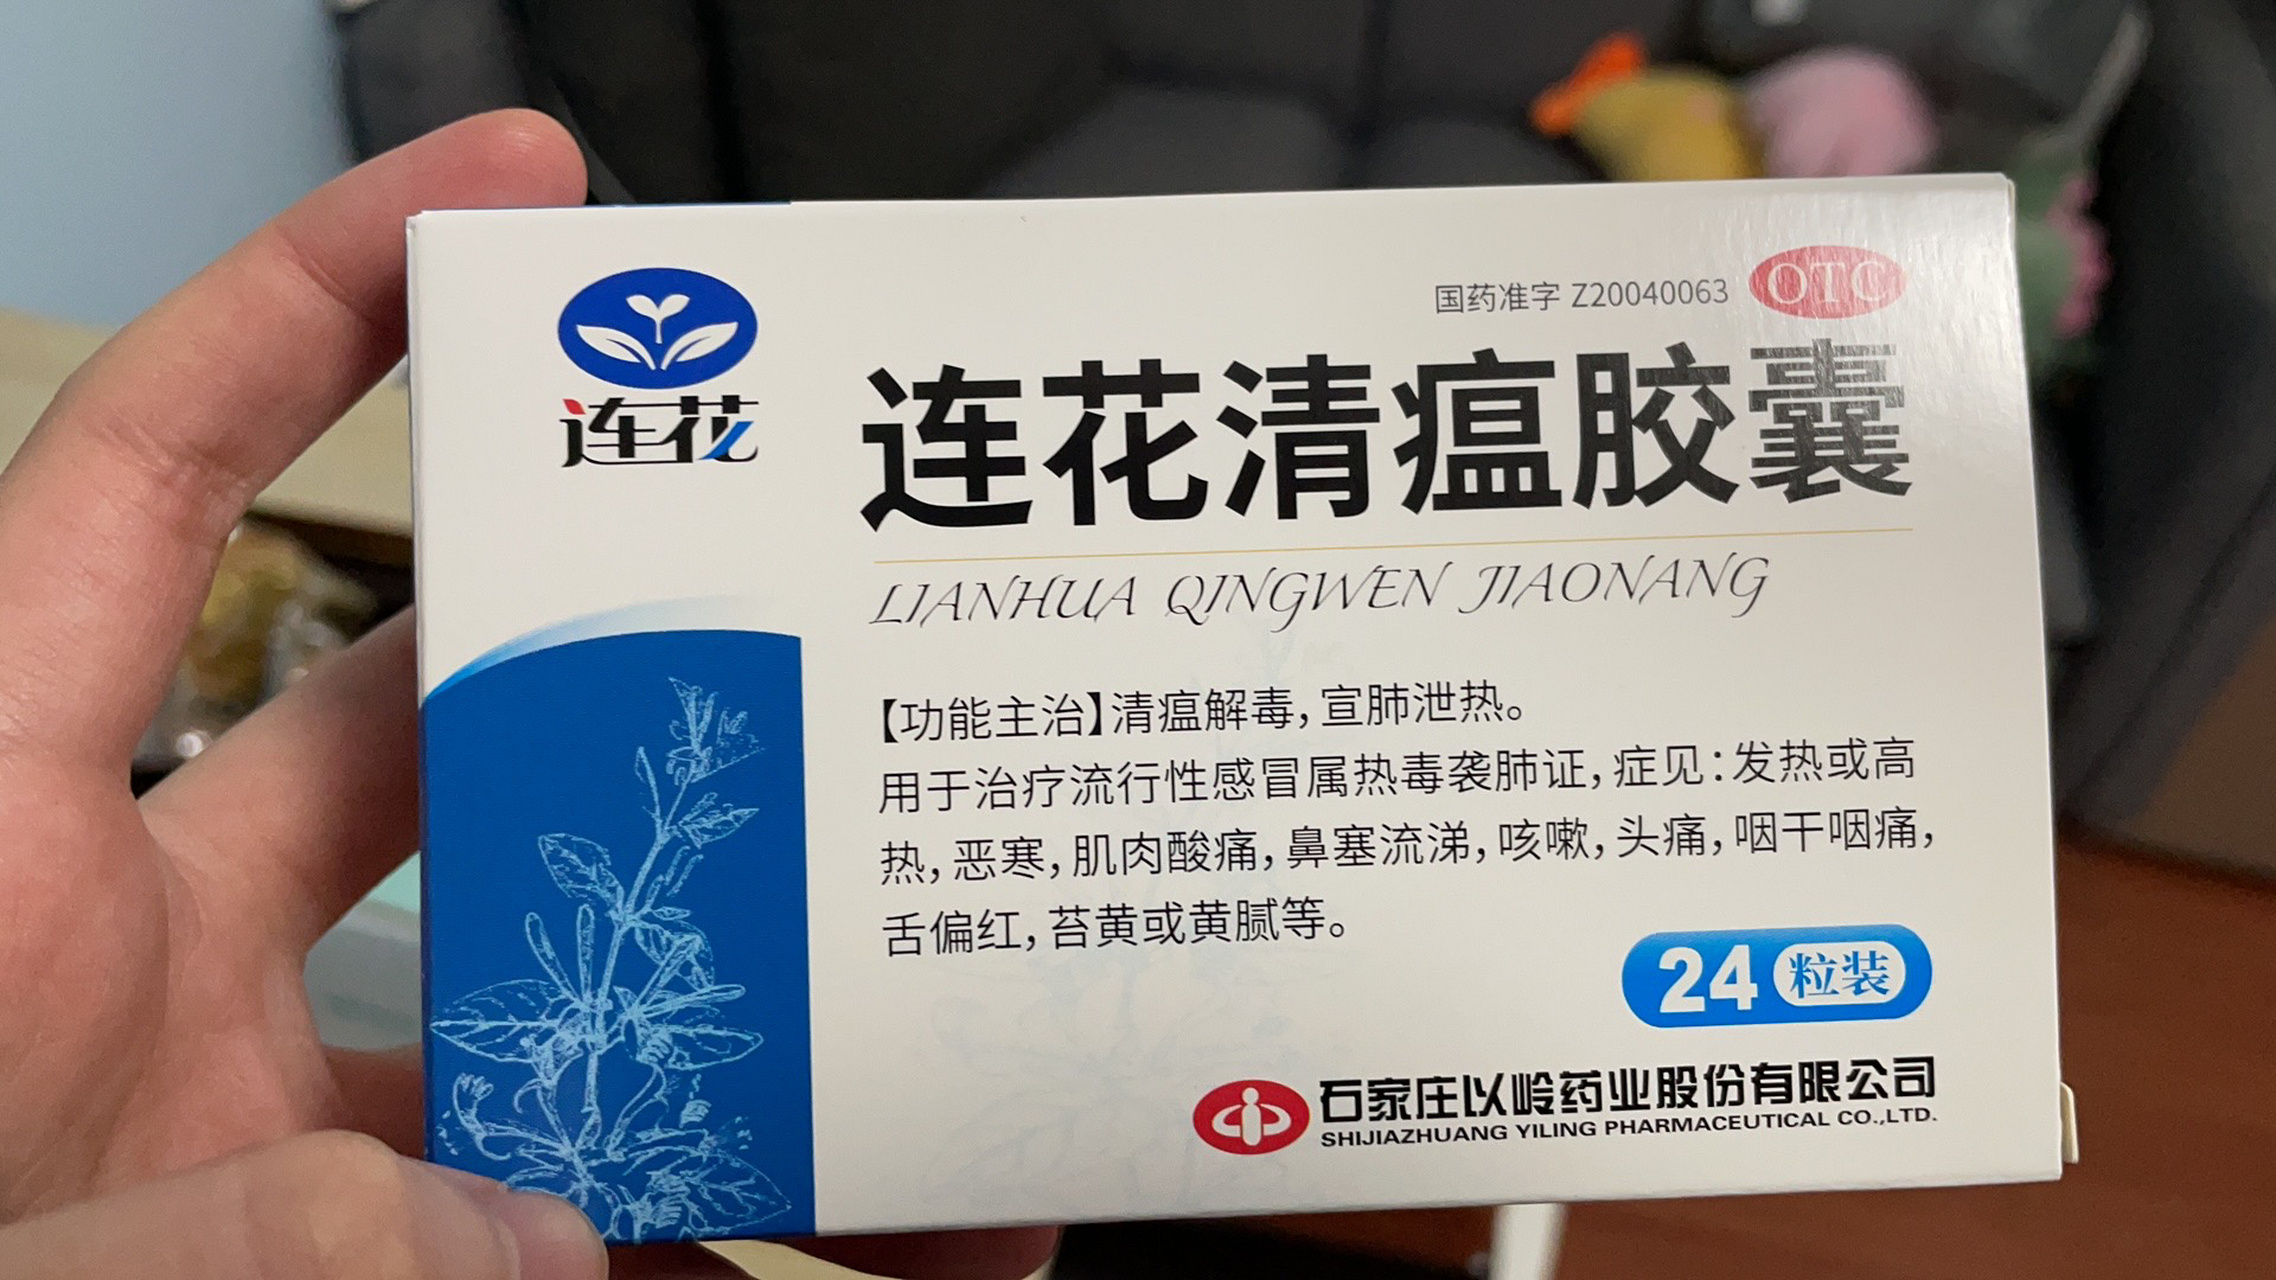 国药准字 Z20040063
OTC
连花
连花清瘟胶囊
LIANHUA QINGWEN JIAONANG
【功能主治】清瘟解毒，宣肺泄热。
用于治疗流行性感冒属热毒袭肺证，症见：发热或高
热，恶寒，肌肉酸痛，鼻塞流涕，咳嗽，头痛，咽干咽痛，
舌偏红，苔黄或黄腻等。
24粒装
石家庄以岭药业股份有限公司
SHIJIAZHUANG YILING PHARMACEUTICAL CO.,LTD.